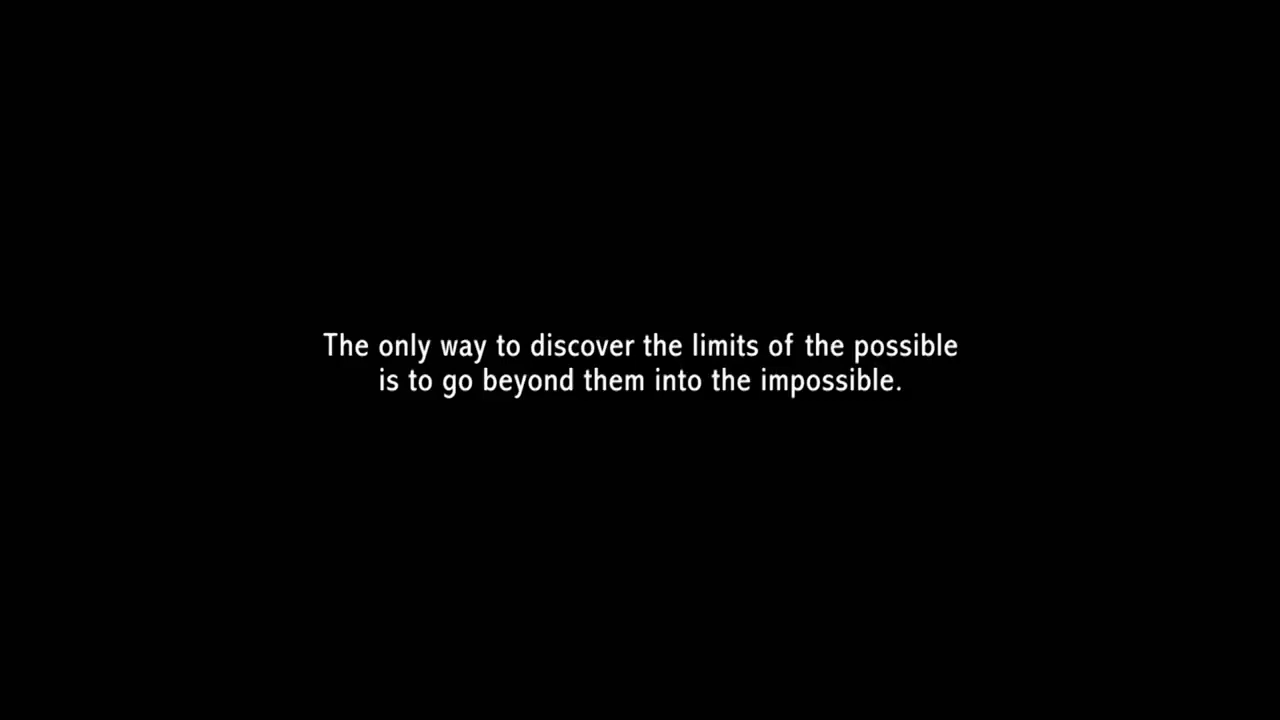 The only way to discover the limits of the possible
is to go beyond them into the impossible.